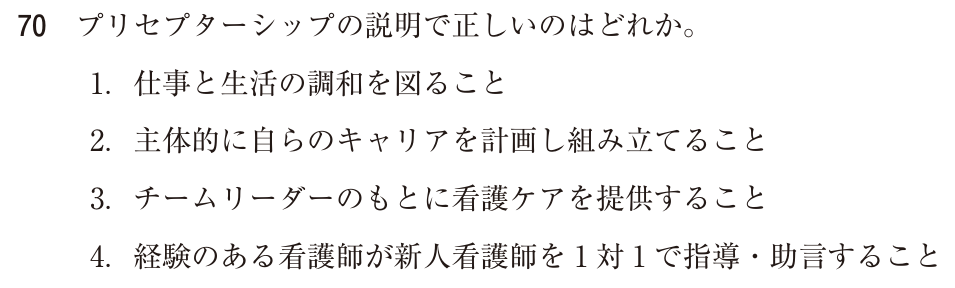 70 プリセプターシップの説明で正しいのはどれか。
1. 仕事と生活の調和を図ること
2. 主体的に自らのキャリアを計画し組み立てること
3. チームリーダーのもとに看護ケアを提供すること
4. 経験のある看護師が新人看護師を1対1で指導・助言すること